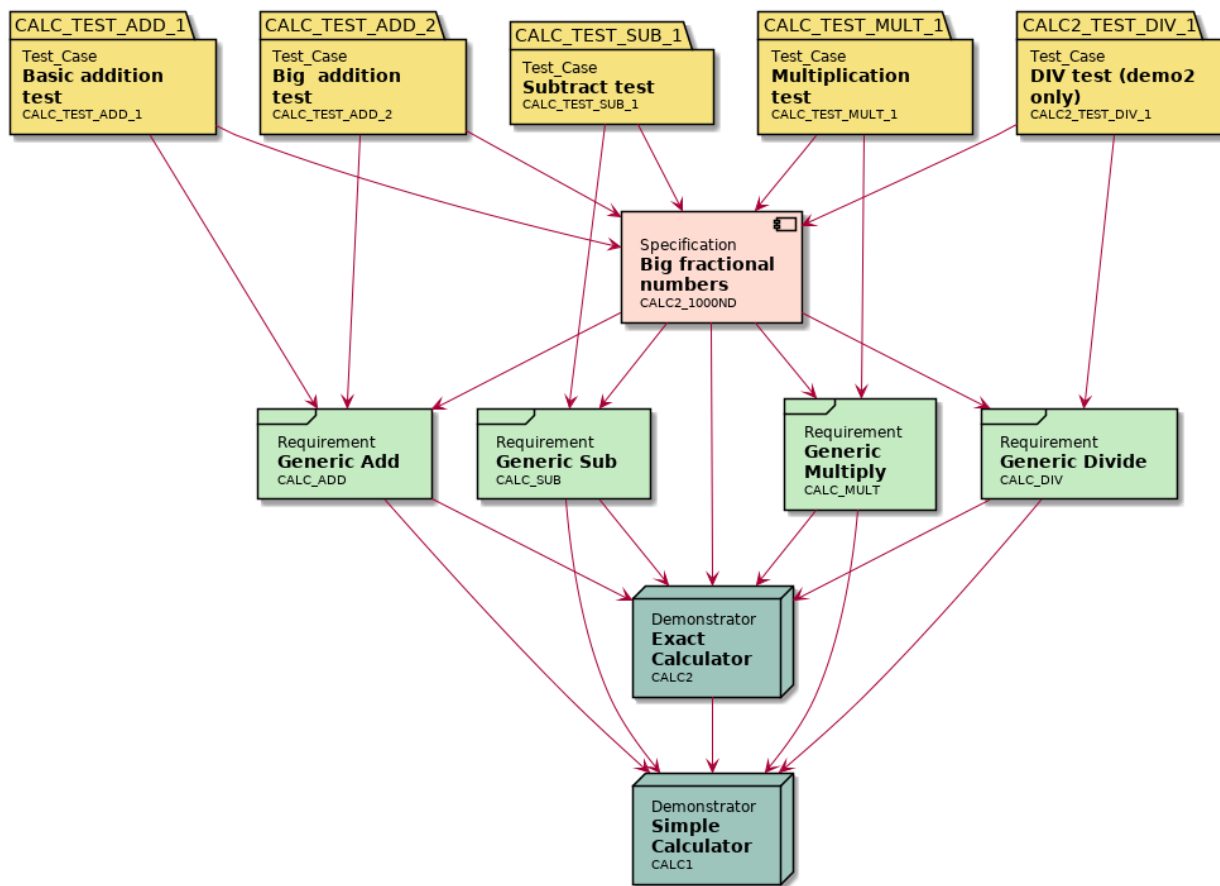 CALC_TEST_ADD_1
Test_Case
Basic addition
test
CALC_TEST_ADD_1
CALC_TEST_ADD_2
Test_Case
Big  addition
test
CALC_TEST_ADD_2
CALC_TEST_SUB_1
Test_Case
Subtract test
CALC_TEST_SUB_1
CALC_TEST_MULT_1
Test_Case
Multiplication
test
CALC_TEST_MULT_1
CALC2_TEST_DIV_1
Test_Case
DIV test (demo2
only)
CALC2_TEST_DIV_1
Specification
Big fractional
numbers
CALC2_1000ND
Requirement
Generic Add
CALC_ADD
Requirement
Generic Sub
CALC_SUB
Requirement
Generic
Multiply
CALC_MULT
Requirement
Generic Divide
CALC_DIV
Demonstrator
Exact
Calculator
CALC2
Demonstrator
Simple
Calculator
CALC1